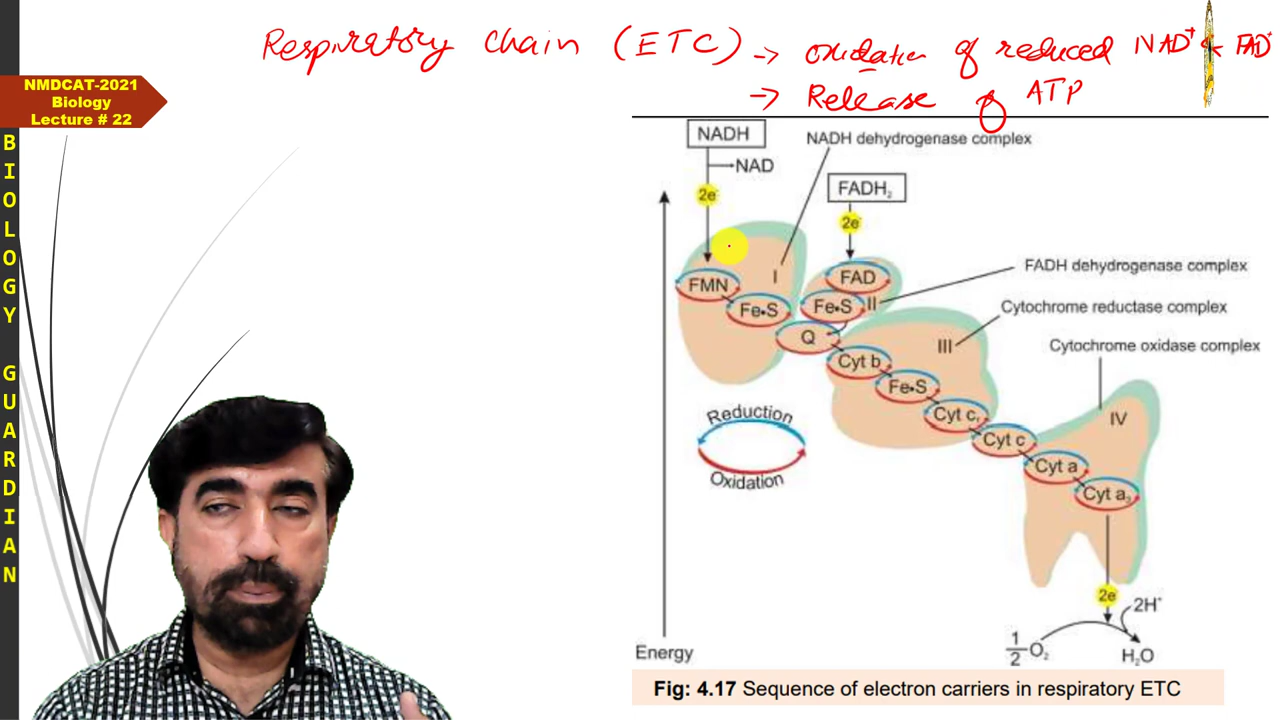 Respiratory Chain (ETC) → Oxidation of reduced NAD⁺ & FAD⁺
→ Release of ATP
NMDCAT-2021
Biology
Lecture # 22
BIOLOGY GUARDIAN
NADH
NADH dehydrogenase complex
NAD
2e⁻
FADH₂
2e⁻
FADH dehydrogenase complex
I
FMN
FAD
Fe•S
Fe•S
II
Cytochrome reductase complex
Q
III
Cytochrome oxidase complex
Cyt b
Fe•S
Reduction
Oxidation
Cyt c₁
IV
Cyt c
Cyt a
Cyt a₃
2e⁻
2H⁺
Energy
1/2 O₂
H₂O
Fig: 4.17 Sequence of electron carriers in respiratory ETC